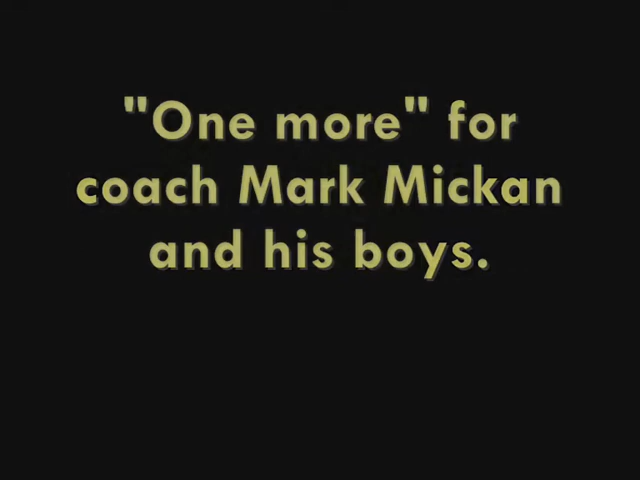 "One more" for
coach Mark Mickan
and his boys.